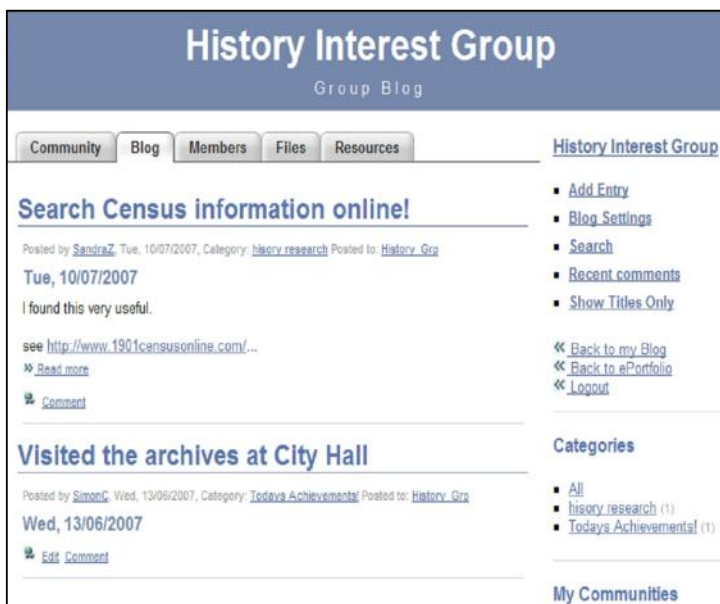 History Interest Group
Group Blog
Community Blog Members Files Resources
Search Census information online!
Posted by SandraZ, Tue, 10/07/2007, Category: hisory research Posted to: History_Grp
Tue, 10/07/2007
I found this very useful.
see http://www.1901censusonline.com/...
» Read more
Comment
Visited the archives at City Hall
Posted by SimonC, Wed, 13/06/2007, Category: Todays Achievements! Posted to: History_Grp
Wed, 13/06/2007
Edit Comment
History Interest Group
Add Entry
Blog Settings
Search
Recent comments
Show Titles Only
« Back to my Blog
« Back to ePortfolio
« Logout
Categories
All
hisory research (1)
Todays Achievements! (1)
My Communities